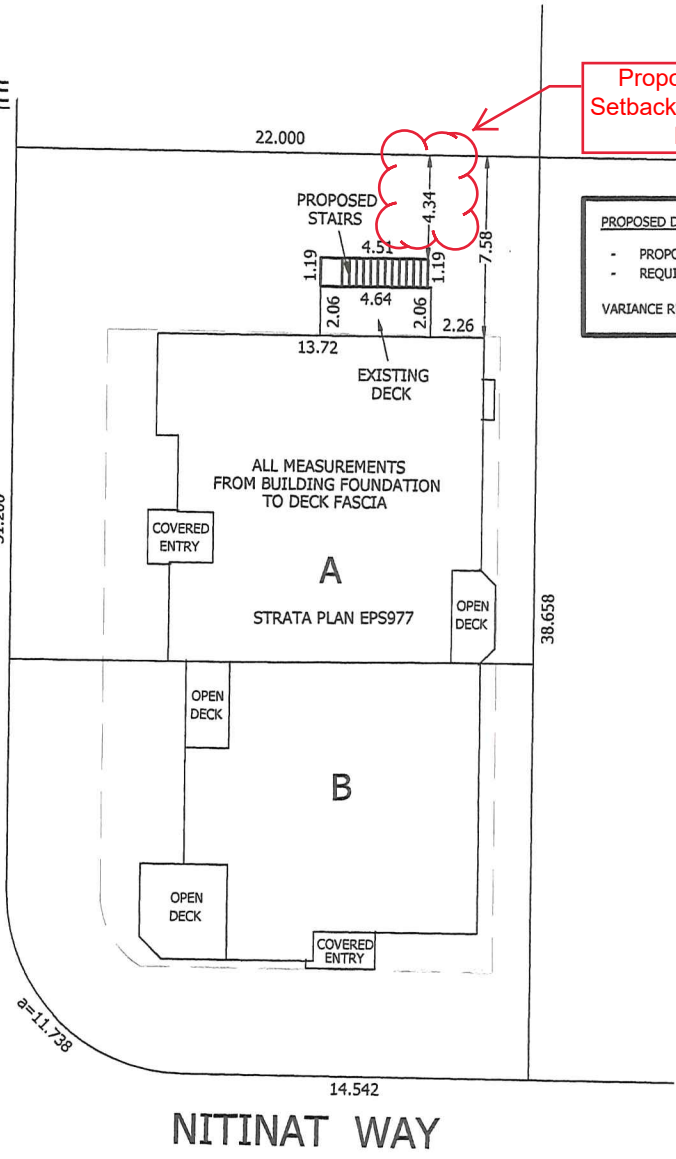 Setback
22.000
PROPOSED
STAIRS
4.34
4.51
1.19
1.19
7.58
PROPOSED
-
-
VARIANCE
4.64
2.06
2.06
2.26
13.72
EXISTING
DECK
ALL MEASUREMENTS
FROM BUILDING FOUNDATION
TO DECK FASCIA
COVERED
ENTRY
A
OPEN
DECK
STRATA PLAN EPS977
38.658
OPEN
DECK
B
OPEN
DECK
COVERED
ENTRY
a=11.738
14.542
NITINAT WAY